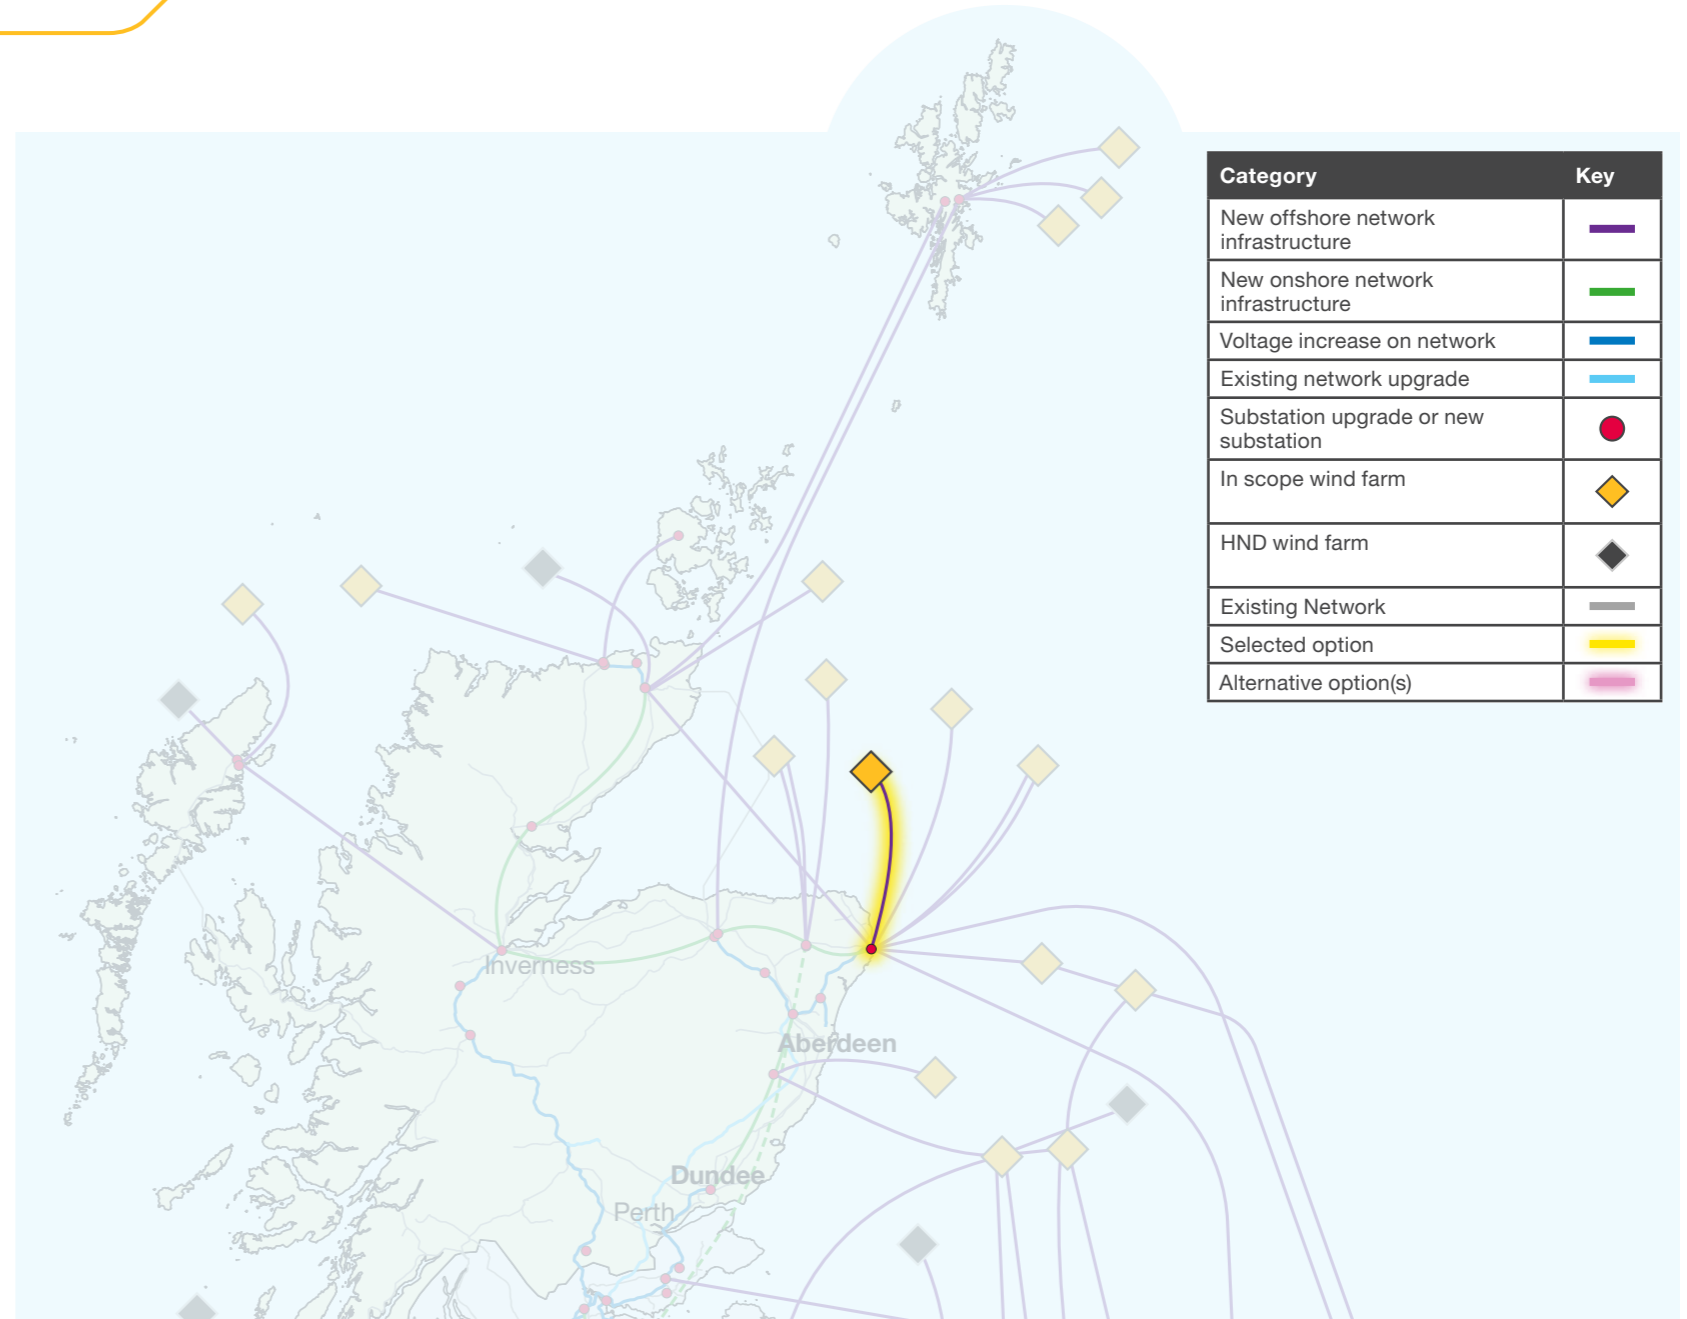 Category Key
New offshore network
infrastructure
New onshore network
infrastructure
Voltage increase on network
Existing network upgrade
Substation upgrade or new
substation
In scope wind farm
HND wind farm
Existing Network
Selected option
Alternative option(s)
Inverness
Aberdeen
Dundee
Perth